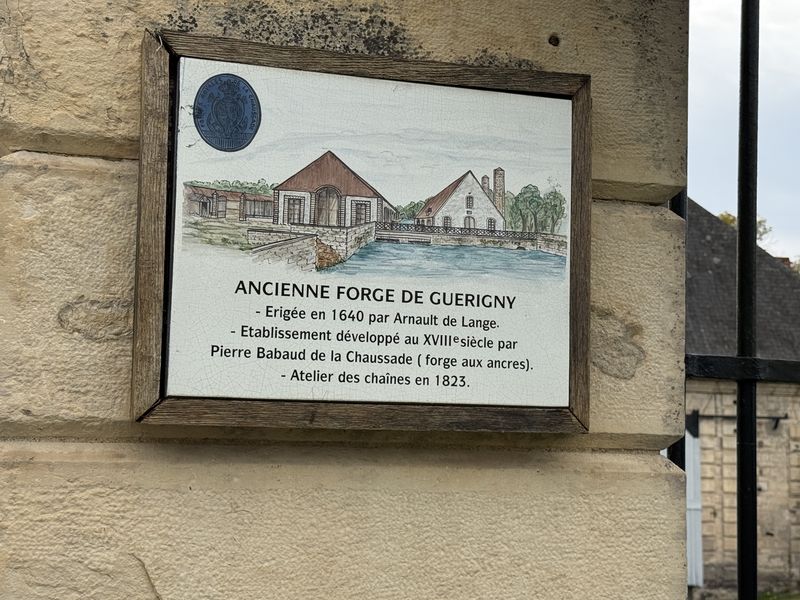 ANCIENNE FORGE DE GUERIGNY
- Erigée en 1640 par Arnault de Lange.
- Etablissement développé au XVIIIe siècle par
Pierre Babaud de la Chaussade ( forge aux ancres).
- Atelier des chaînes en 1823.